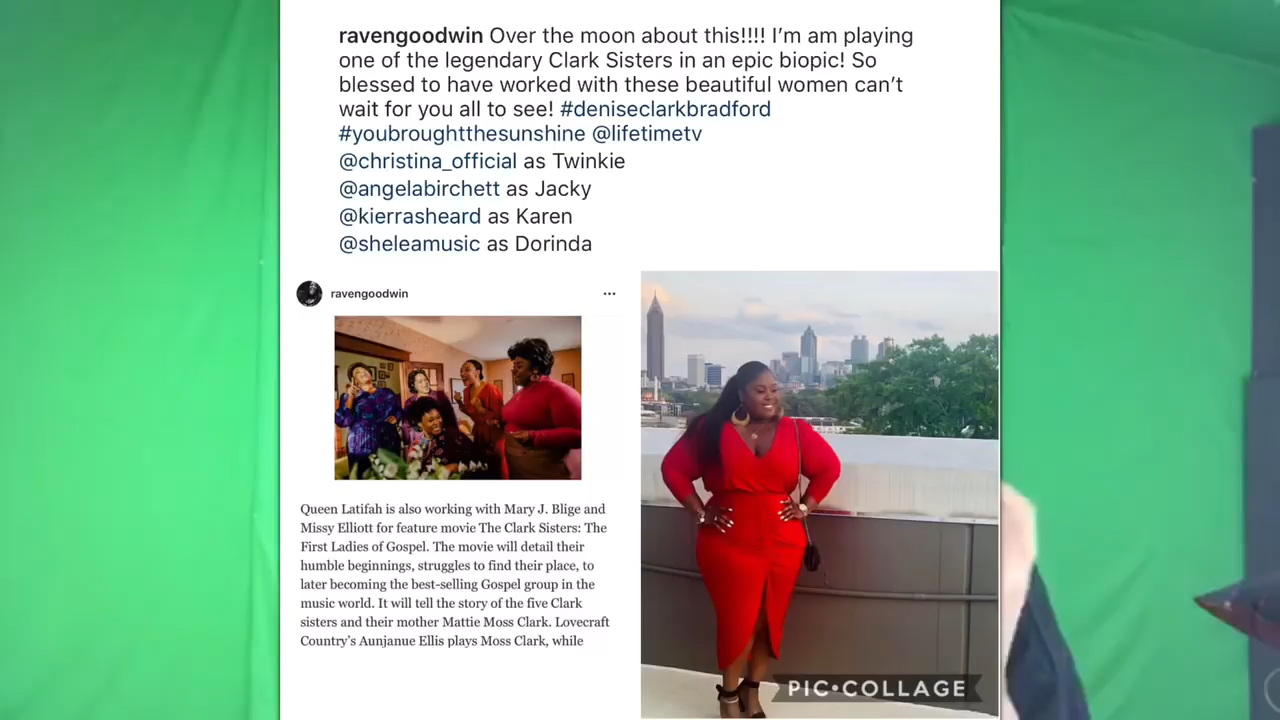 ravengoodwin Over the moon about this!!!! I’m am playing
one of the legendary Clark Sisters in an epic biopic! So
blessed to have worked with these beautiful women can’t
wait for you all to see! #deniseclarkbradford
#youbroughtthesunshine @lifetimetv
@christina_official as Twinkie
@angelabirchett as Jacky
@kierrasheard as Karen
@sheleamusic as Dorinda
ravengoodwin
Queen Latifah is also working with Mary J. Blige and
Missy Elliott for feature movie The Clark Sisters: The
First Ladies of Gospel. The movie will detail their
humble beginnings, struggles to find their place, to
later becoming the best-selling Gospel group in the
music world. It will tell the story of the five Clark
sisters and their mother Mattie Moss Clark. Lovecraft
Country’s Aunjanue Ellis plays Moss Clark, while
PIC•COLLAGE